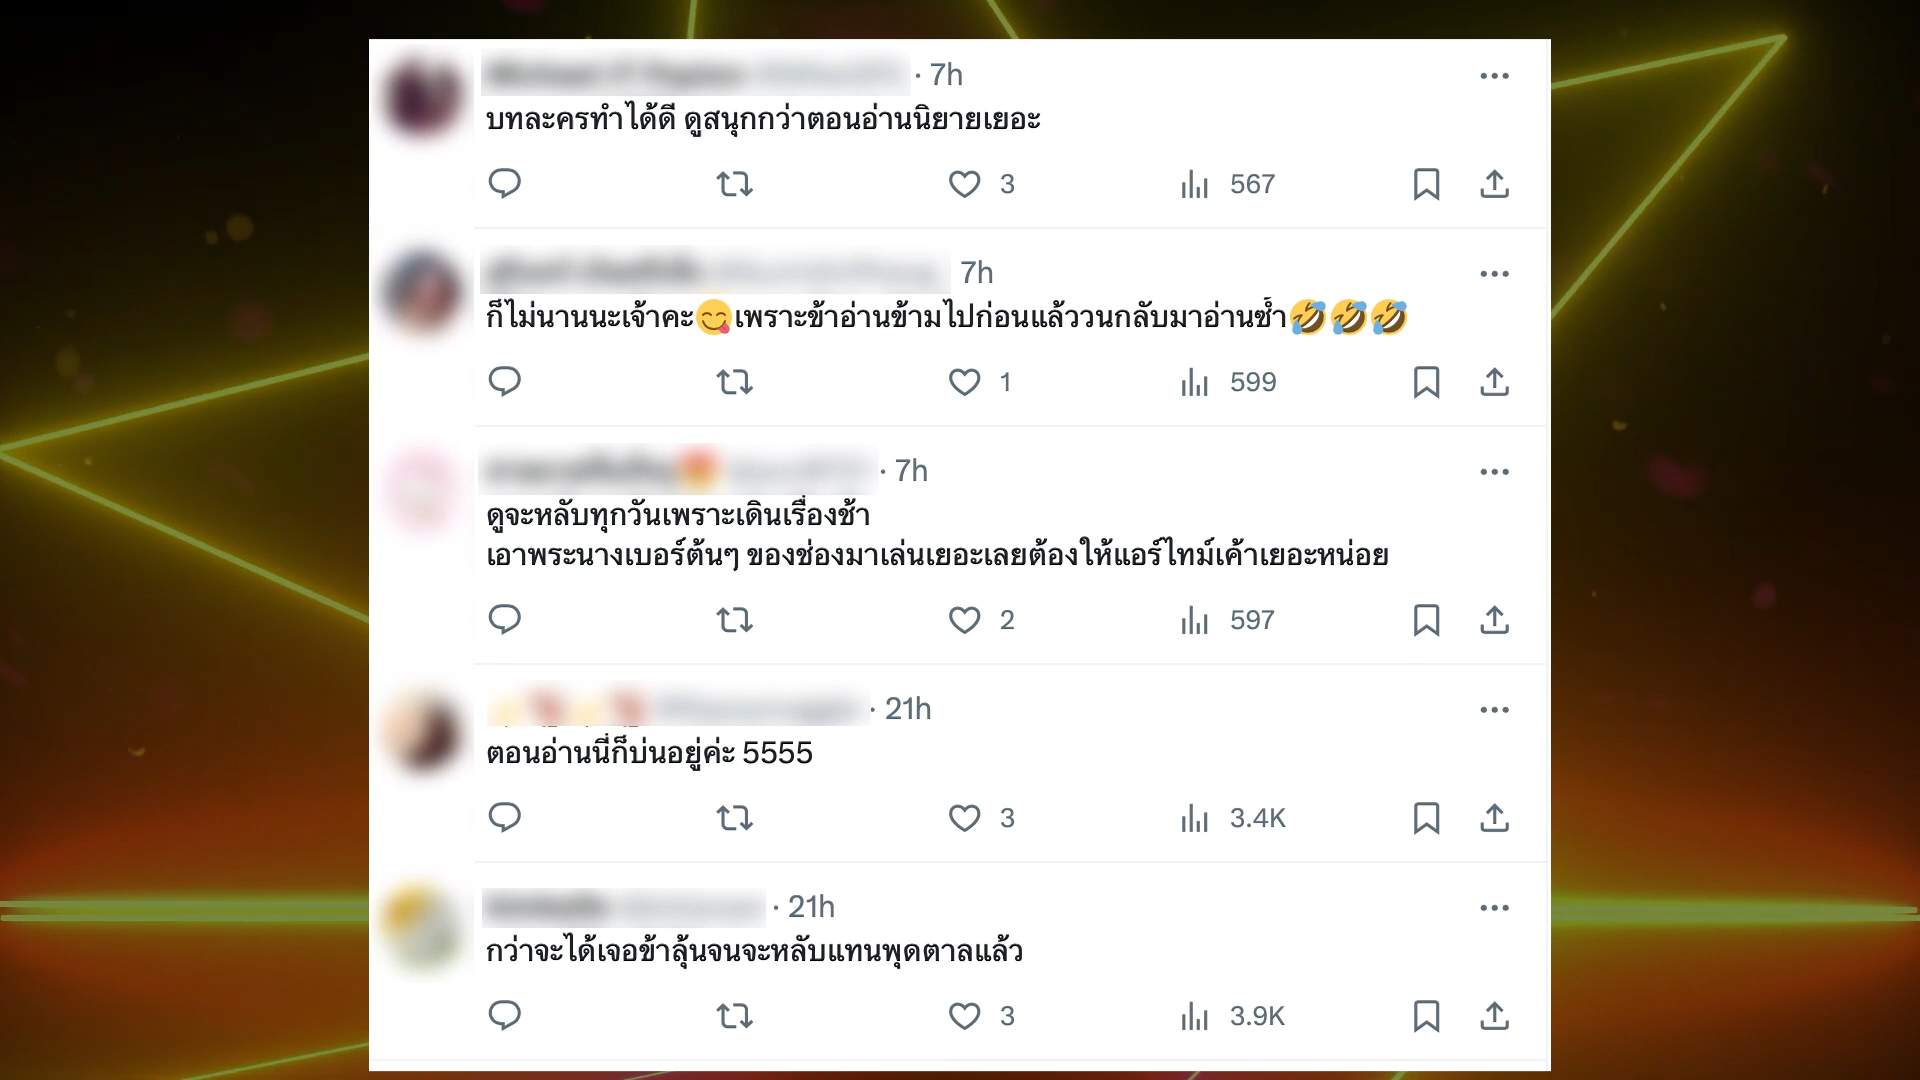 · 7h
บทละครทำได้ดี ดูสนุกกว่าตอนอ่านนิยายเยอะ
3 567
7h
ก็ไม่นานนะเจ้าคะ😋เพราะข้าอ่านข้ามไปก่อนแล้ววนกลับมาอ่านซ้ำ🤣🤣🤣
1 599
· 7h
ดูจะหลับทุกวันเพราะเดินเรื่องช้า
เอาพระนางเบอร์ต้นๆ ของช่องมาเล่นเยอะเลยต้องให้แอร์ไทม์เค้าเยอะหน่อย
2 597
· 21h
ตอนอ่านนี่ก็บ่นอยู่ค่ะ 5555
3 3.4K
· 21h
กว่าจะได้เจอข้าลุ้นจนจะหลับแทนพุดตาลแล้ว
3 3.9K